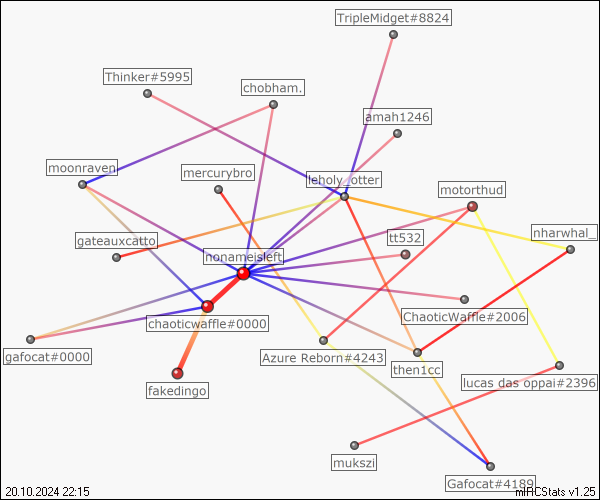 TripleMidget#8824
Thinker#5995
chobham.
amah1246
moonraven
mercurybro
leholy_otter
motorthud
nharwhal_
gateauxcatto
tt532
nonameisleft
ChaoticWaffle#2006
chaoticwaffle#0000
gafocat#0000
Azure Reborn#4243
then1cc
lucas das oppai#2396
fakedingo
mukszi
Gafocat#4189
20.10.2024 22:15
mIRCStats v1.25